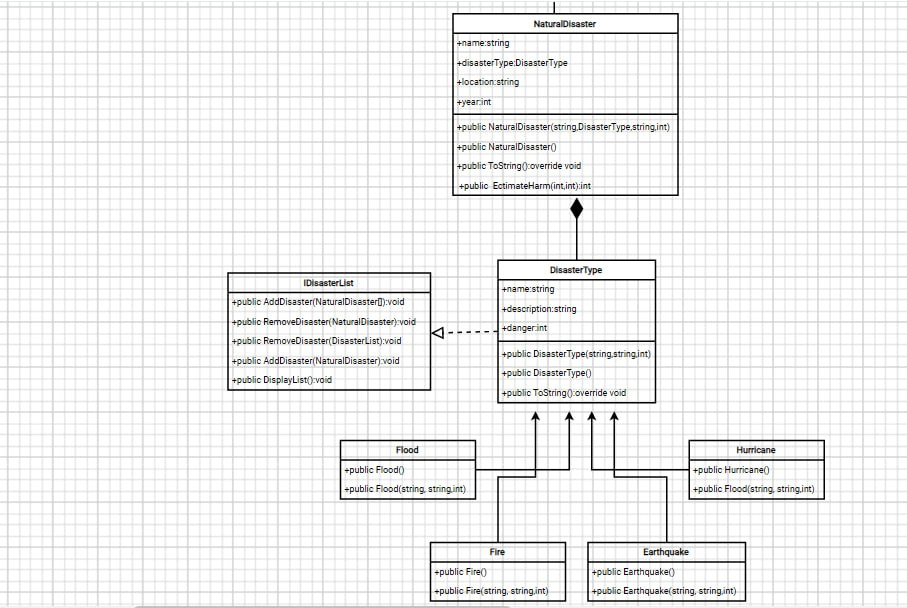 NaturalDisaster
+name:string
+disasterType:DisasterType
+location:string
+year:int
+public NaturalDisaster(string,DisasterType,string,int)
+public NaturalDisaster()
+public ToString():override void
+public EctimateHarm(int,int):int
IDisasterList
+public AddDisaster(NaturalDisaster[]):void
+public RemoveDisaster(NaturalDisaster):void
+public RemoveDisaster(DisasterList):void
+public AddDisaster(NaturalDisaster):void
+public DisplayList():void
DisasterType
+name:string
+description:string
+danger:int
+public DisasterType(string,string,int)
+public DisasterType()
+public ToString():override void
Flood
+public Flood()
+public Flood(string, string,int)
Hurricane
+public Hurricane()
+public Flood(string, string,int)
Fire
+public Fire()
+public Fire(string, string,int)
Earthquake
+public Earthquake()
+public Earthquake(string, string,int)